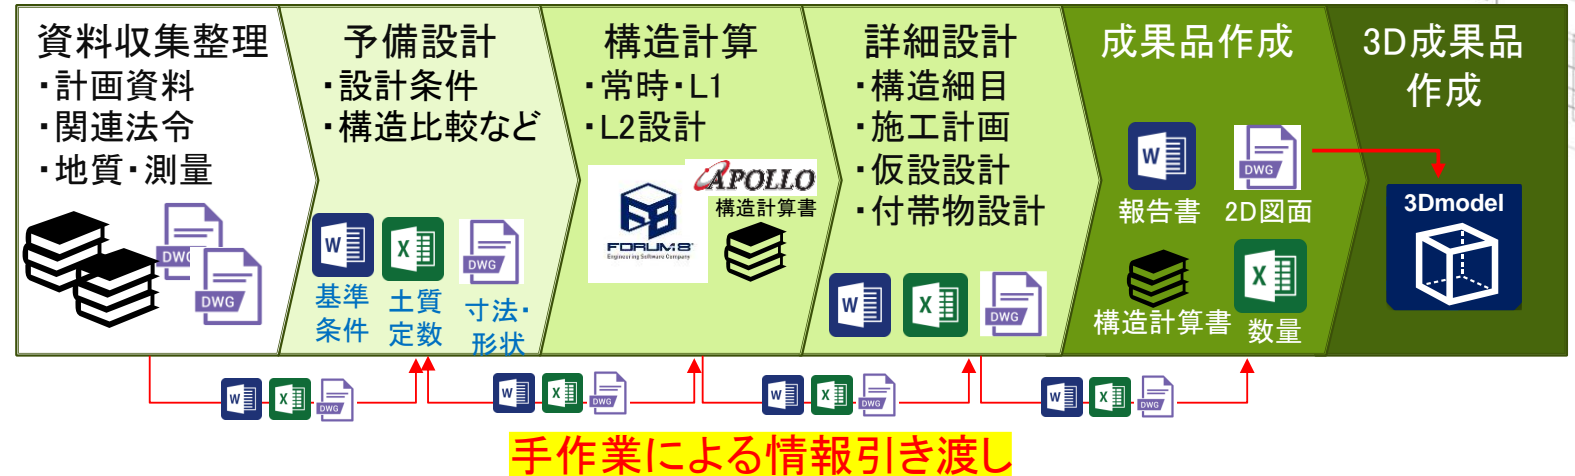 資料収集整理
・計画資料
・関連法令
・地質・測量
DWG
DWG
予備設計
・設計条件
・構造比較など
W
X
DWG
基準
条件
土質
定数
寸法・
形状
構造計算
・常時・L1
・L2設計
F8
FORUM8
Engineering Software Company
APOLLO
構造計算書
詳細設計
・構造細目
・施工計画
・仮設設計
・付帯物設計
W
X
DWG
成果品作成
W
DWG
報告書
2D図面
X
構造計算書
数量
3D成果品
作成
3Dmodel
W
X
DWG
W
X
DWG
W
X
DWG
W
X
DWG
手作業による情報引き渡し